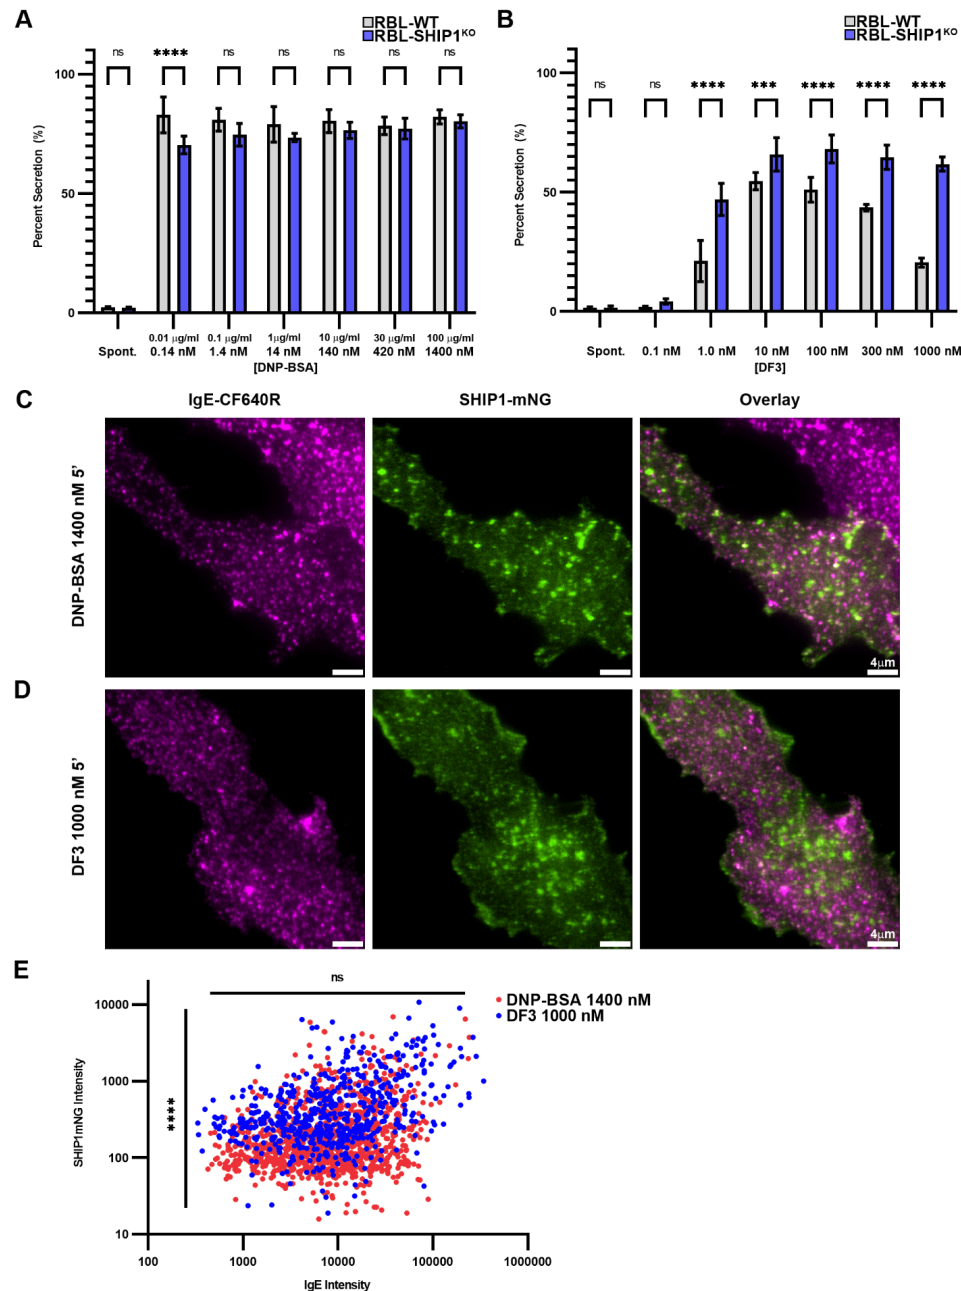 A
RBL-WT
RBL-SHIP1KO
ns
****
ns
ns
ns
ns
ns
100
50
0
Percent Secretion (%)
0.01 μg/ml
0.1 μg/ml
1μg/ml
10 μg/ml
30 μg/ml
100 μg/ml
Spont.
0.14 nM
1.4 nM
14 nM
140 nM
420 nM
1400 nM
[DNP-BSA]
B
RBL-WT
RBL-SHIP1KO
ns
ns
****
***
****
****
****
100
50
0
Percent Secretion (%)
Spont.
0.1 nM
1.0 nM
10 nM
100 nM
300 nM
1000 nM
[DF3]
C
IgE-CF640R
SHIP1-mNG
Overlay
DNP-BSA 1400 nM 5'
4μm
D
DF3 1000 nM 5'
4μm
E
ns
DNP-BSA 1400 nM
DF3 1000 nM
****
10000
1000
100
10
SHIP1mNG Intensity
100
1000
10000
100000
1000000
IgE Intensity